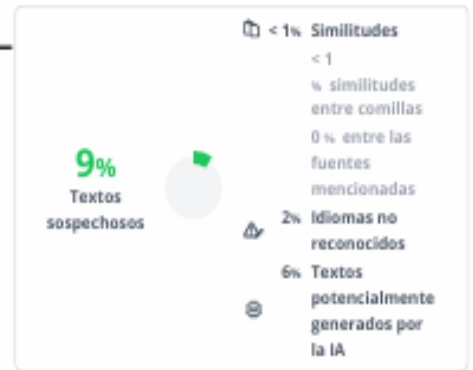 9%
Textos
sospechosos
< 1% Similitudes
< 1
% similitudes
entre comillas
0 % entre las
fuentes
mencionadas
2% Idiomas no
reconocidos
6% Textos
potencialmente
generados por
la IA